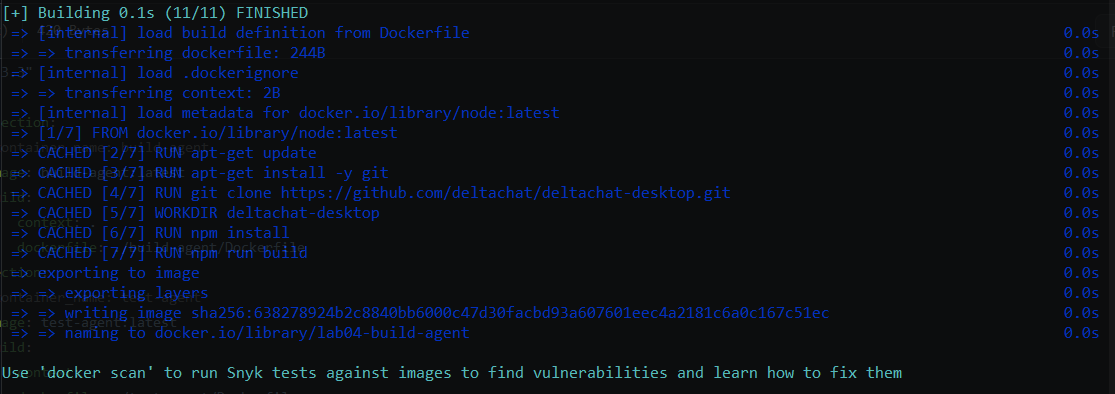 [+] Building 0.1s (11/11) FINISHED
=> [internal] load build definition from Dockerfile 0.0s
=> => transferring dockerfile: 244B 0.0s
=> [internal] load .dockerignore 0.0s
=> => transferring context: 2B 0.0s
=> [internal] load metadata for docker.io/library/node:latest 0.0s
=> [1/7] FROM docker.io/library/node:latest 0.0s
=> CACHED [2/7] RUN apt-get update 0.0s
=> CACHED [3/7] RUN apt-get install -y git 0.0s
=> CACHED [4/7] RUN git clone https://github.com/deltachat/deltachat-desktop.git 0.0s
=> CACHED [5/7] WORKDIR deltachat-desktop 0.0s
=> CACHED [6/7] RUN npm install 0.0s
=> CACHED [7/7] RUN npm run build 0.0s
=> exporting to image 0.0s
=> => exporting layers 0.0s
=> => writing image sha256:638278924b2c8840bb6000c47d30facbd93a607601eec4a2181c6a0c167c51ec 0.0s
=> => naming to docker.io/library/lab04-build-agent 0.0s
Use 'docker scan' to run Snyk tests against images to find vulnerabilities and learn how to fix them